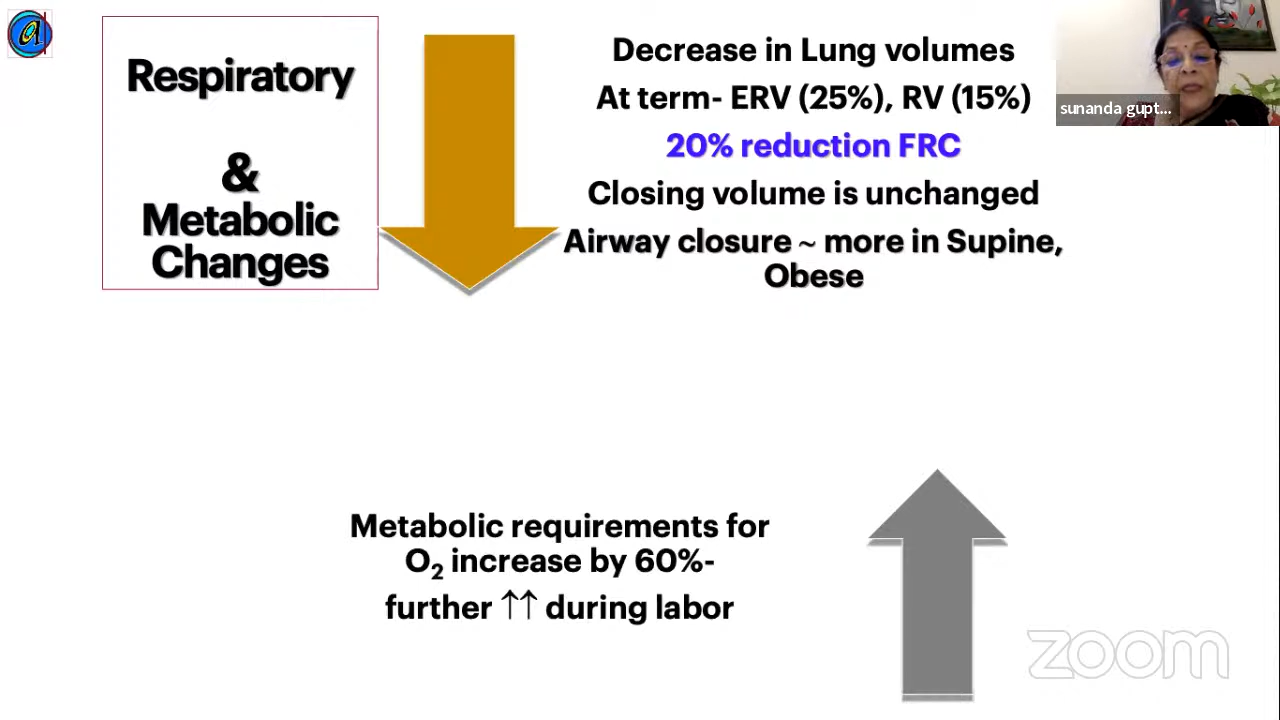 Respiratory
&
Metabolic
Changes
Decrease in Lung volumes
At term- ERV (25%), RV (15%)
20% reduction FRC
Closing volume is unchanged
Airway closure ~ more in Supine,
Obese
sunanda gupt...
Metabolic requirements for
O₂ increase by 60%-
further ↑↑ during labor
zoom